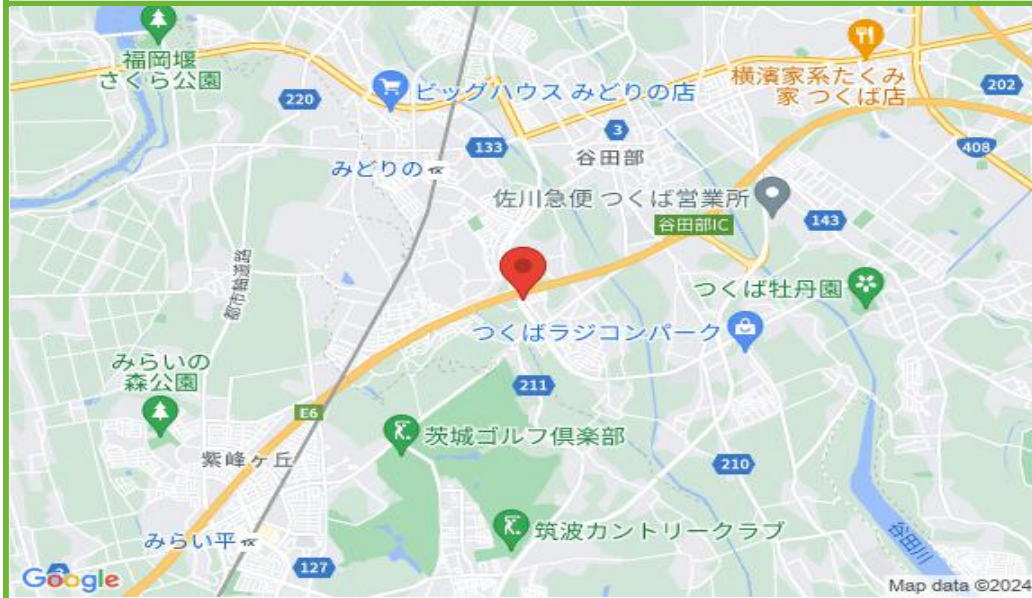 福岡堰
さくら公園
220
ビッグハウス みどりの店
横濱家系たくみ
家 つくば店
202
3
133
谷田部
408
みどりの
佐川急便 つくば営業所
谷田部IC
143
都市軸道路
つくば牡丹園
つくばラジコンパーク
みらいの
森公園
211
E6
茨城ゴルフ倶楽部
紫峰ヶ丘
210
筑波カントリークラブ
谷田川
みらい平
127
3
Google
Map data ©2024